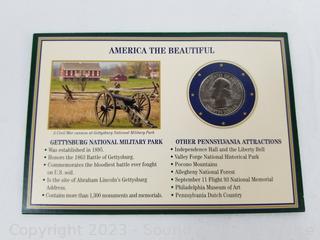 AMERICA THE BEAUTIFUL
A Civil War cannon at Gettysburg National Military Park
GETTYSBURG NATIONAL MILITARY PARK
• Was established in 1895.
• Honors the 1863 Battle of Gettysburg.
• Commemorates the bloodiest battle ever fought
on U.S. soil.
• Is the site of Abraham Lincoln's Gettysburg
Address.
• Contains more than 1,300 monuments and memorials.
OTHER PENNSYLVANIA ATTRACTIONS
• Independence Hall and the Liberty Bell
• Valley Forge National Historical Park
• Pocono Mountains
• Allegheny National Forest
• September 11 Flight 93 National Memorial
• Philadelphia Museum of Art
• Pennsylvania Dutch Country
Copyright 2023 - Sound